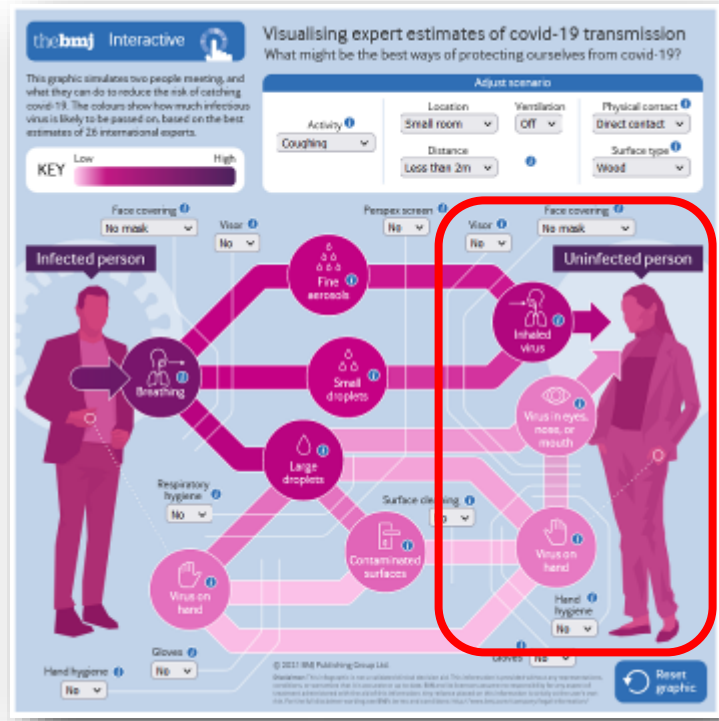 thebmj Interactive
Visualising expert estimates of covid-19 transmission
What might be the best ways of protecting ourselves from covid-19?
This graphic simulates two people meeting, and
what they can do to reduce the risk of catching
covid-19. The colours show how much infectious
virus is likely to be passed on, based on the best
estimates of 26 international experts.
KEY
Low
High
Adjust scenario
Activity
Coughing
Location
Small room
Ventilation
Off
Distance
Less than 2m
Physical contact
Direct contact
Surface type
Wood
Face covering
No mask
Visor
No
Perspex screen
No
Visor
No
Face covering
No mask
Infected person
Uninfected person
Fine
aerosols
Inhaled
virus
Breathing
Small
droplets
Virus in eyes,
nose, or
mouth
Large
droplets
Respiratory
hygiene
No
Surface cleaning
No
Contaminated
surfaces
Virus on
hand
Virus on
hand
Hand
hygiene
No
Gloves
No
Hand hygiene
No
Gloves
No
© 2021 BMJ Publishing Group Ltd.
Reset
graphic